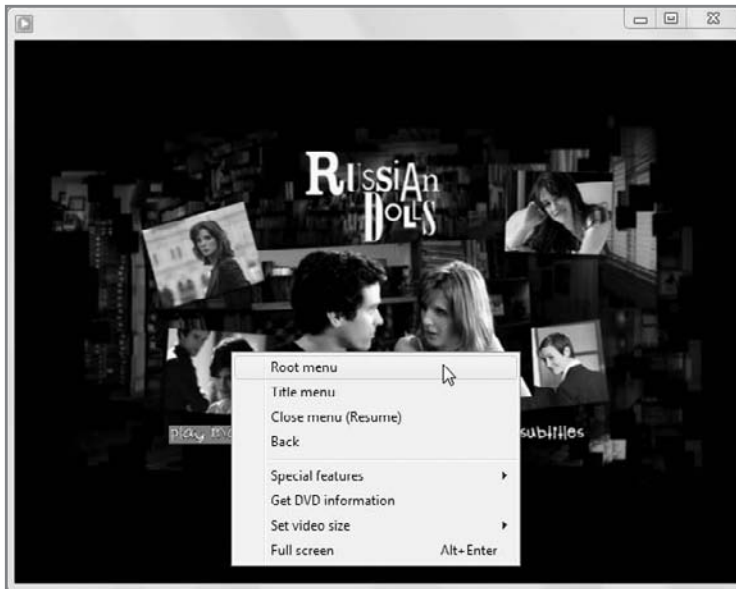 RUSSIAN
DOLLS
Root menu
Title menu
Close menu (Resume)
play
subtitles
Back
Special features
Get DVD information
Set video size
Full screen Alt+Enter